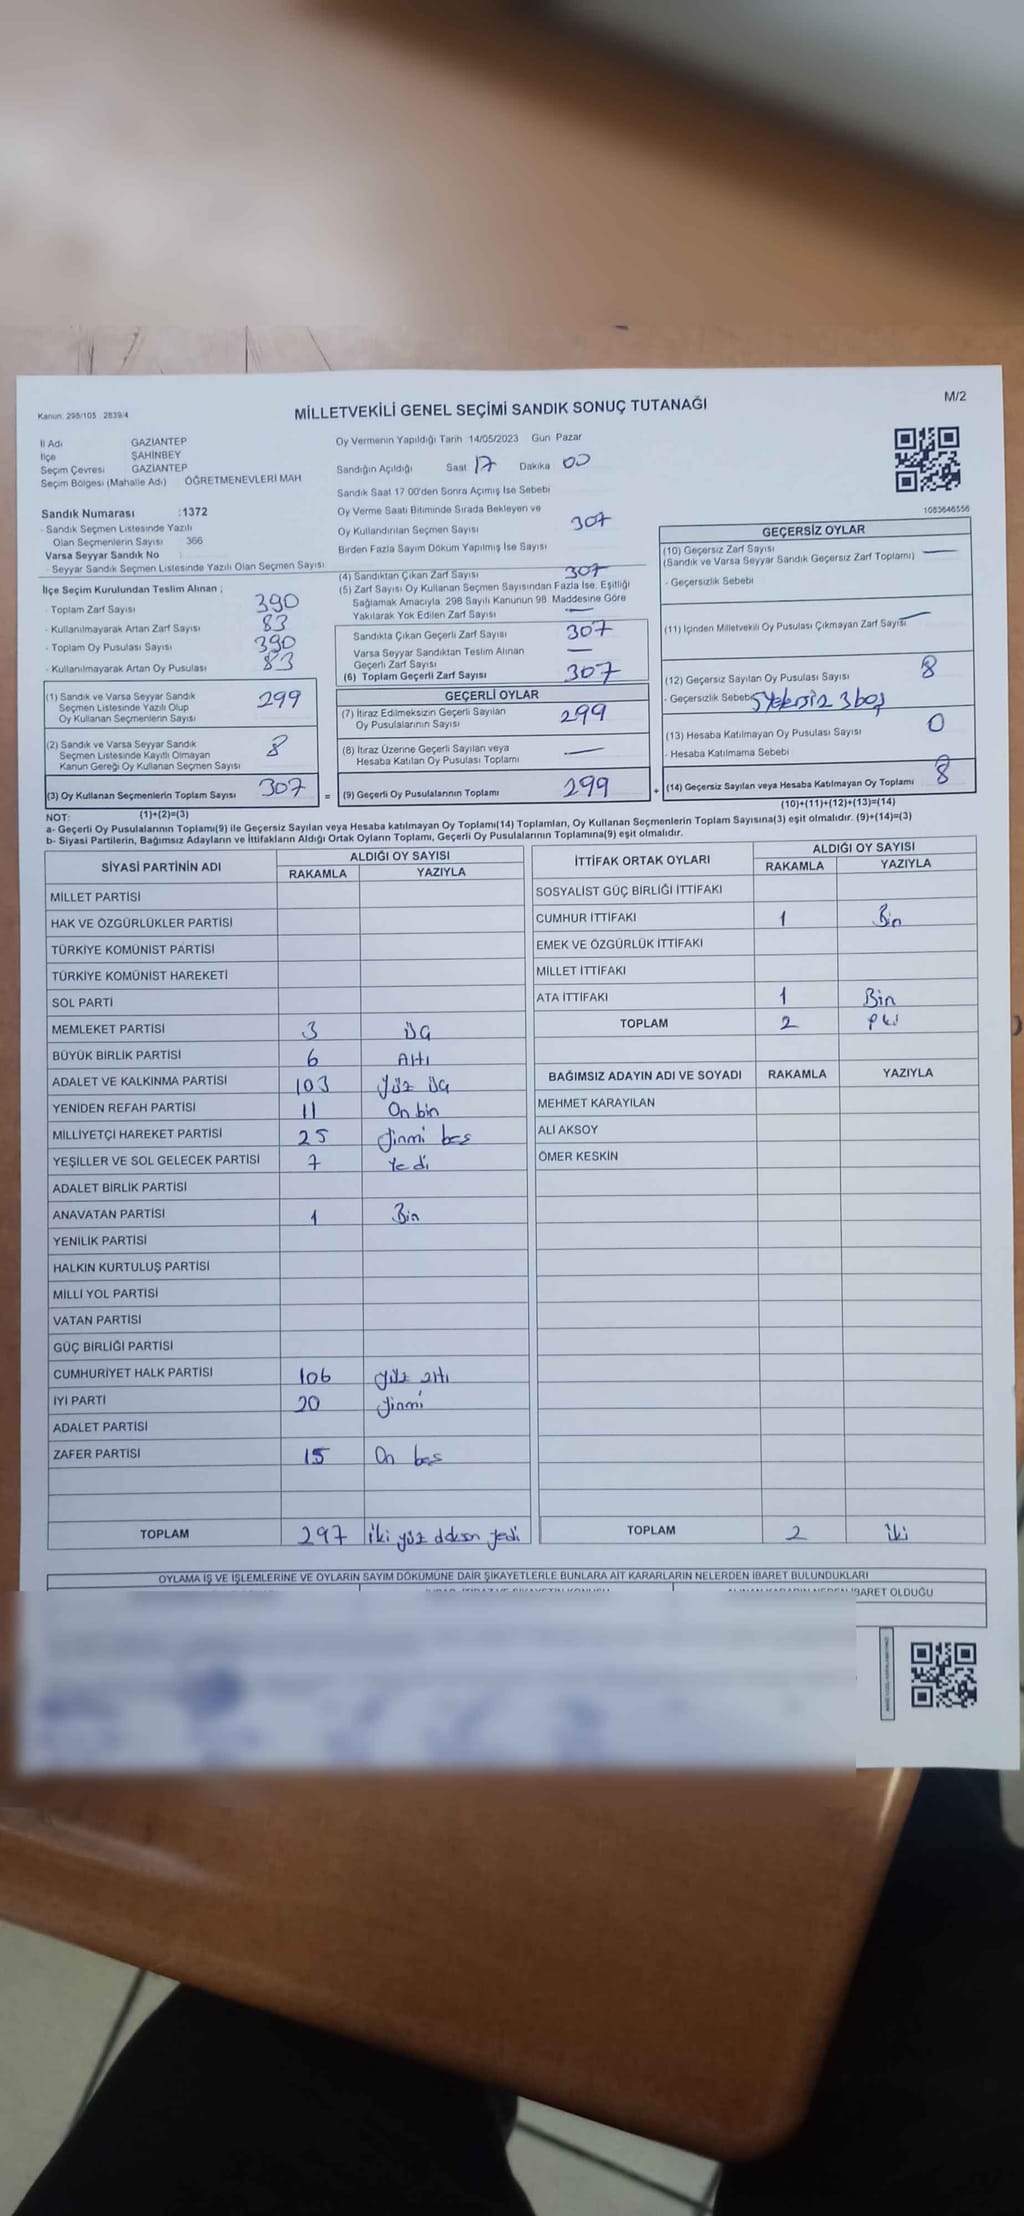 Kanun 298/105 2839/4
MİLLETVEKİLİ GENEL SEÇİMİ SANDIK SONUÇ TUTANAĞI
M/2
İl Adı GAZİANTEP
İlçe ŞAHİNBEY
Seçim Çevresi GAZİANTEP
Seçim Bölgesi (Mahalle Adı) ÖĞRETMENEVLERİ MAH
Sandık Numarası :1372
- Sandık Seçmen Listesinde Yazılı
Olan Seçmenlerin Sayısı 366
Varsa Seyyar Sandık No
- Seyyar Sandık Seçmen Listesinde Yazılı Olan Seçmen Sayısı
Oy Vermenin Yapıldığı Tarih 14/05/2023 Gün Pazar
Sandığın Açıldığı Saat 17 Dakika 00
Sandık Saat 17 00'den Sonra Açımış İse Sebebi
Oy Verme Saati Bitiminde Sırada Bekleyen ve
Oy Kullandırılan Seçmen Sayısı 307
Birden Fazla Sayım Döküm Yapılmış İse Sayısı
1083646556
İlçe Seçim Kurulundan Teslim Alınan ;
- Toplam Zarf Sayısı 390
- Kullanılmayarak Artan Zarf Sayısı 83
- Toplam Oy Pusulası Sayısı 390
- Kullanılmayarak Artan Oy Pusulası 83
(4) Sandıktan Çıkan Zarf Sayısı 307
(5) Zarf Sayısı Oy Kullanan Seçmen Sayısından Fazla İse, Eşitliği
Sağlamak Amacıyla, 298 Sayılı Kanunun 98. Maddesine Göre
Yakılarak Yok Edilen Zarf Sayısı —
Sandıkta Çıkan Geçerli Zarf Sayısı 307
Varsa Seyyar Sandıktan Teslim Alınan
Geçerli Zarf Sayısı —
(6) Toplam Geçerli Zarf Sayısı 307
GEÇERSİZ OYLAR
(10) Geçersiz Zarf Sayısı —
(Sandık ve Varsa Seyyar Sandık Geçersiz Zarf Toplamı)
- Geçersizlik Sebebi
(11) İçinden Milletvekili Oy Pusulası Çıkmayan Zarf Sayısı —
(12) Geçersiz Sayılan Oy Pusulası Sayısı 8
- Geçersizlik Sebebi 3 boş
(13) Hesaba Katılmayan Oy Pusulası Sayısı 0
- Hesaba Katılmama Sebebi
(14) Geçersiz Sayılan veya Hesaba Katılmayan Oy Toplamı 8
(10)+(11)+(12)+(13)=(14)
(1) Sandık ve Varsa Seyyar Sandık
Seçmen Listesinde Yazılı Olup
Oy Kullanan Seçmenlerin Sayısı 299
(2) Sandık ve Varsa Seyyar Sandık
Seçmen Listesinde Kayıtlı Olmayan
Kanun Gereği Oy Kullanan Seçmen Sayısı 8
(3) Oy Kullanan Seçmenlerin Toplam Sayısı 307 =
GEÇERLİ OYLAR
(7) İtiraz Edilmeksizin Geçerli Sayılan
Oy Pusulalarının Sayısı 299
(8) İtiraz Üzerine Geçerli Sayılan veya
Hesaba Katılan Oy Pusulası Toplamı —
(9) Geçerli Oy Pusulalarının Toplamı 299 +
NOT: (1)+(2)=(3)
a- Geçerli Oy Pusulalarının Toplamı(9) ile Geçersiz Sayılan veya Hesaba katılmayan Oy Toplamı(14) Toplamları, Oy Kullanan Seçmenlerin Toplam Sayısına(3) eşit olmalıdır. (9)+(14)=(3)
b- Siyasi Partilerin, Bağımsız Adayların ve İttifakların Aldığı Ortak Oyların Toplamı, Geçerli Oy Pusulalarının Toplamına(9) eşit olmalıdır.
SİYASİ PARTİNİN ADI ALDIĞI OY SAYISI
RAKAMLA YAZIYLA
MİLLET PARTİSİ
HAK VE ÖZGÜRLÜKLER PARTİSİ
TÜRKİYE KOMÜNİST PARTİSİ
TÜRKİYE KOMÜNİST HAREKETİ
SOL PARTİ
MEMLEKET PARTİSİ 3 üç
BÜYÜK BİRLİK PARTİSİ 6 Altı
ADALET VE KALKINMA PARTİSİ 103 yüz üç
YENİDEN REFAH PARTİSİ 11 On bir
MİLLİYETÇİ HAREKET PARTİSİ 25 yirmi beş
YEŞİLLER VE SOL GELECEK PARTİSİ 7 Yedi
ADALET BİRLİK PARTİSİ
ANAVATAN PARTİSİ 1 Bir
YENİLİK PARTİSİ
HALKIN KURTULUŞ PARTİSİ
MİLLİ YOL PARTİSİ
VATAN PARTİSİ
GÜÇ BİRLİĞİ PARTİSİ
CUMHURİYET HALK PARTİSİ 106 yüz altı
İYİ PARTİ 20 yirmi
ADALET PARTİSİ
ZAFER PARTİSİ 15 On beş
TOPLAM 297 iki yüz doksan yedi
İTTİFAK ORTAK OYLARI ALDIĞI OY SAYISI
RAKAMLA YAZIYLA
SOSYALİST GÜÇ BİRLİĞİ İTTİFAKI
CUMHUR İTTİFAKI 1 Bir
EMEK VE ÖZGÜRLÜK İTTİFAKI
MİLLET İTTİFAKI
ATA İTTİFAKI 1 Bir
TOPLAM 2 iki
BAĞIMSIZ ADAYIN ADI VE SOYADI RAKAMLA YAZIYLA
MEHMET KARAYILAN
ALİ AKSOY
ÖMER KESKİN
TOPLAM 2 iki
OYLAMA İŞ VE İŞLEMLERİNE VE OYLARIN SAYIM DÖKÜMÜNE DAİR ŞİKAYETLERLE BUNLARA AİT KARARLARIN NELERDEN İBARET BULUNDUKLARI
İBARET OLDUĞU